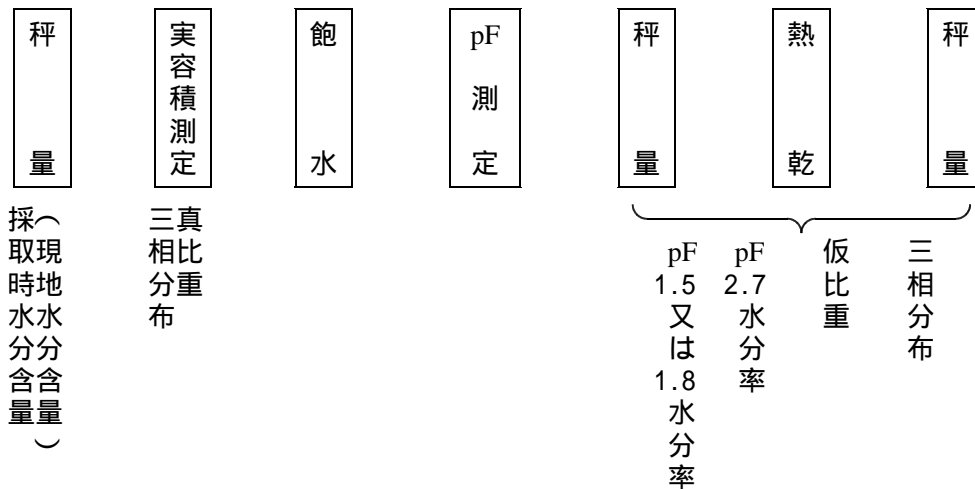 秤量
実容積測定
飽水
pF測定
秤量
熱乾
秤量
採取時水分含量
（現地水分含量）
三相分布
真比重
pF1.5又は1.8水分率
pF2.7水分率
仮比重
三相分布